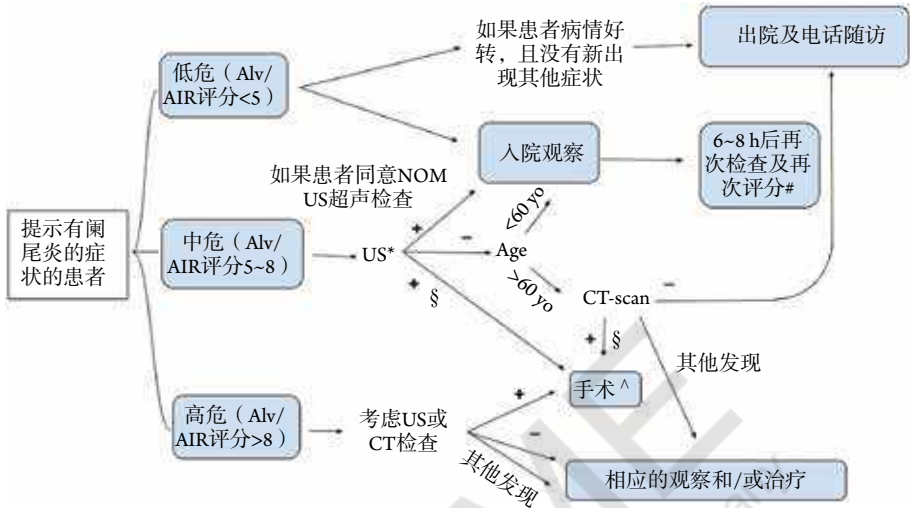 提示有阑
尾炎的症
状的患者
低危（Alv/
AIR评分<5）
如果患者病情好
转，且没有新出
现其他症状
出院及电话随访
入院观察
6~8 h后再
次检查及再
次评分#
如果患者同意NOM
US超声检查
中危（Alv/
AIR评分5~8）
US*
+
−
+ §
Age
<60 yo
>60 yo
CT-scan
−
+ §
其他发现
手术^
高危（Alv/
AIR评分>8）
考虑US或
CT检查
+
−
其他发现
相应的观察和/或治疗